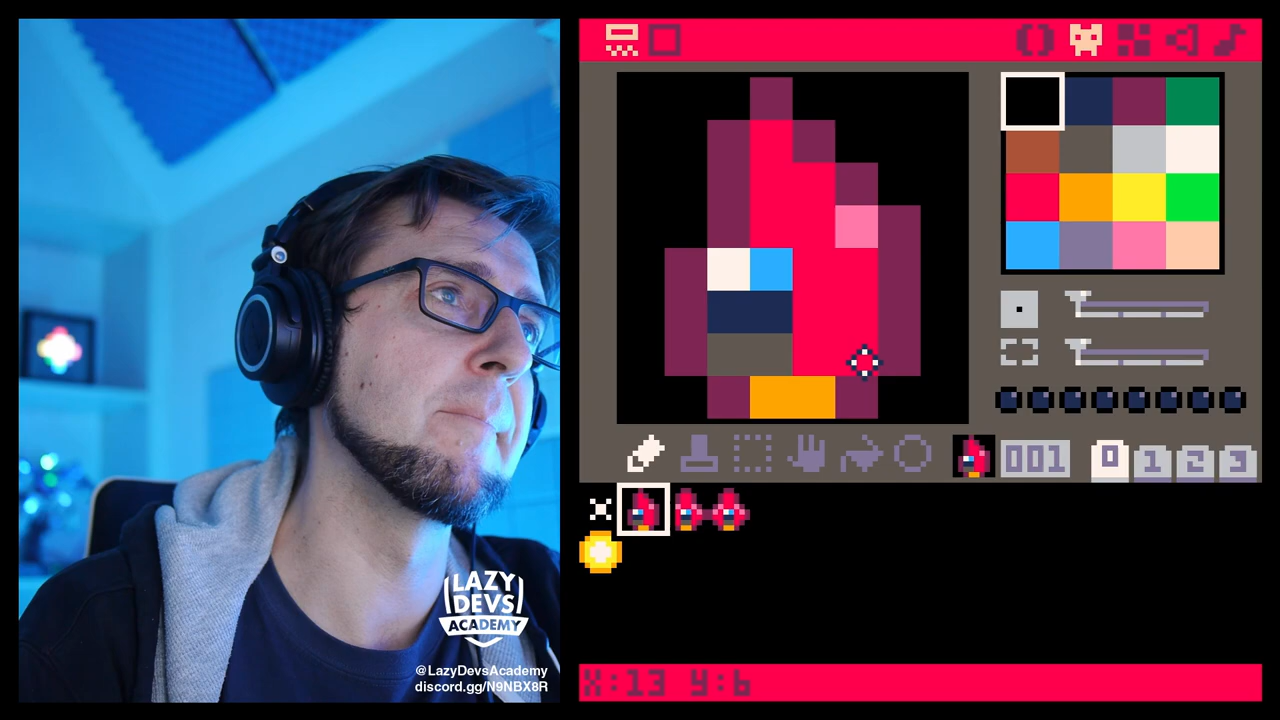 LAZY
DEVS
ACADEMY
@LazyDevsAcademy
discord.gg/N9NBX8R
001
0
1
2
3
X:13 Y:6